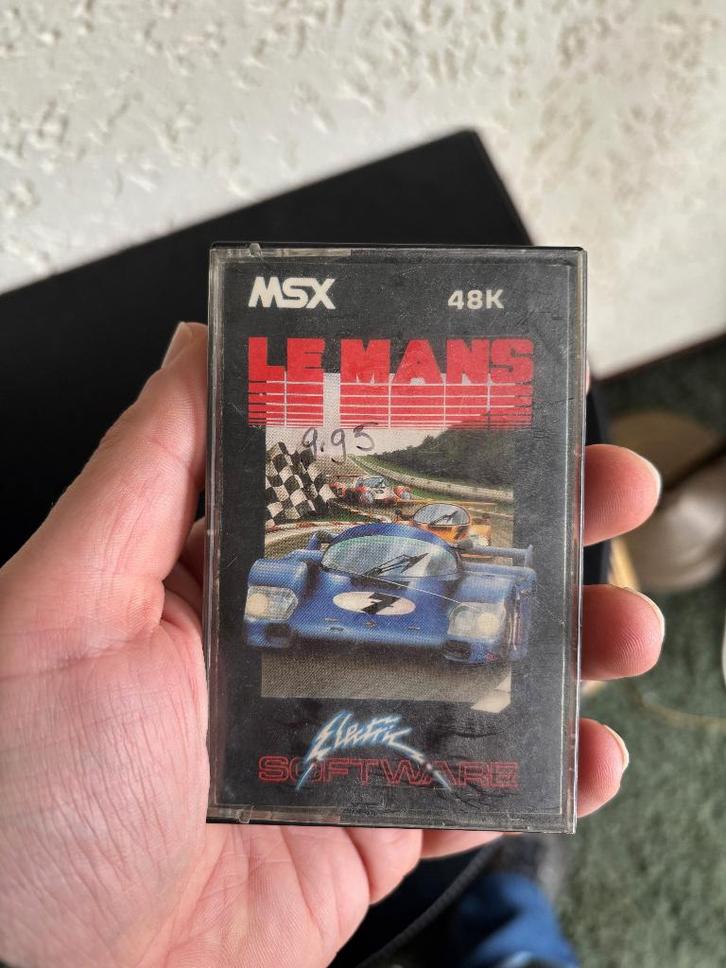 MSX 48K
LE MANS
9.95
7
Electric
SOFTWARE